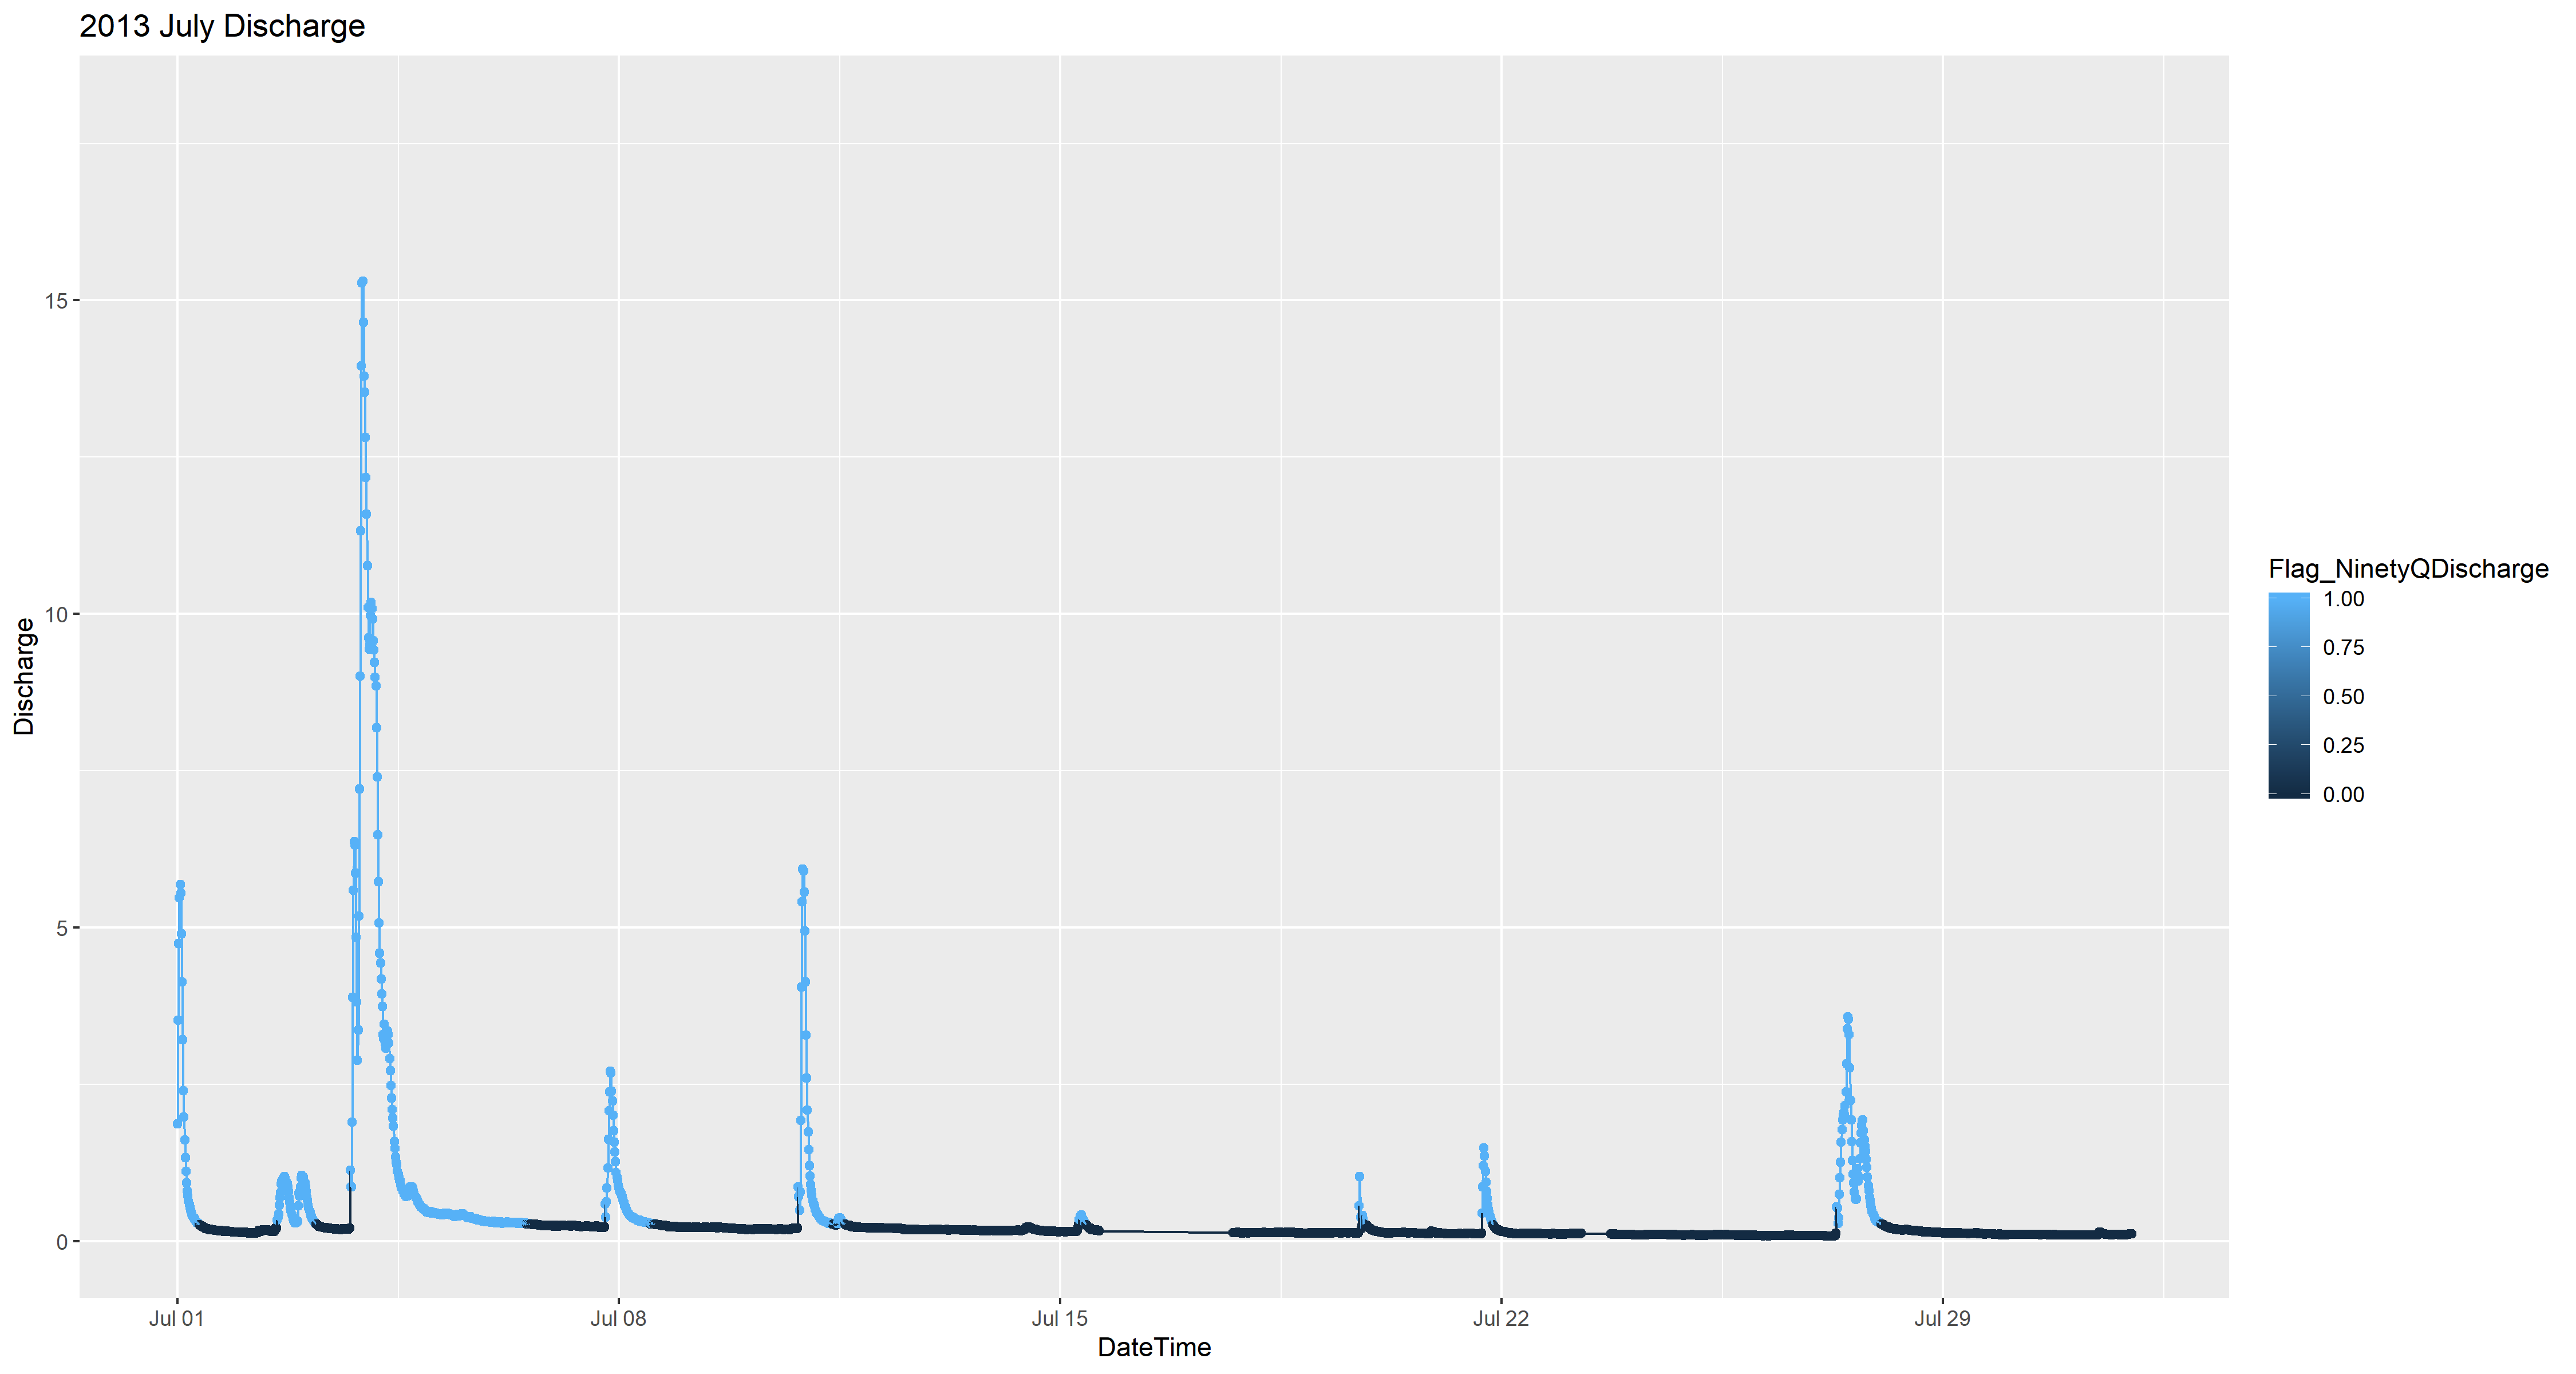 2013 July Discharge
15
10
5
0
Discharge
Jul 01
Jul 08
Jul 15
Jul 22
Jul 29
DateTime
Flag_NinetyQDischarge
1.00
0.75
0.50
0.25
0.00